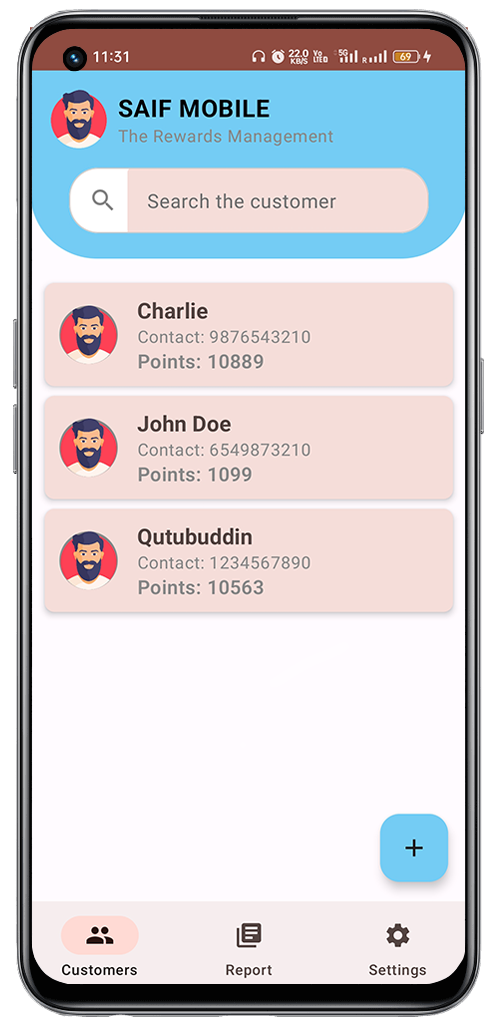 11:31 22.0 KB/S Vo LTE 5G R 69
SAIF MOBILE
The Rewards Management
Search the customer
Charlie
Contact: 9876543210
Points: 10889
John Doe
Contact: 6549873210
Points: 1099
Qutubuddin
Contact: 1234567890
Points: 10563
+
Customers Report Settings